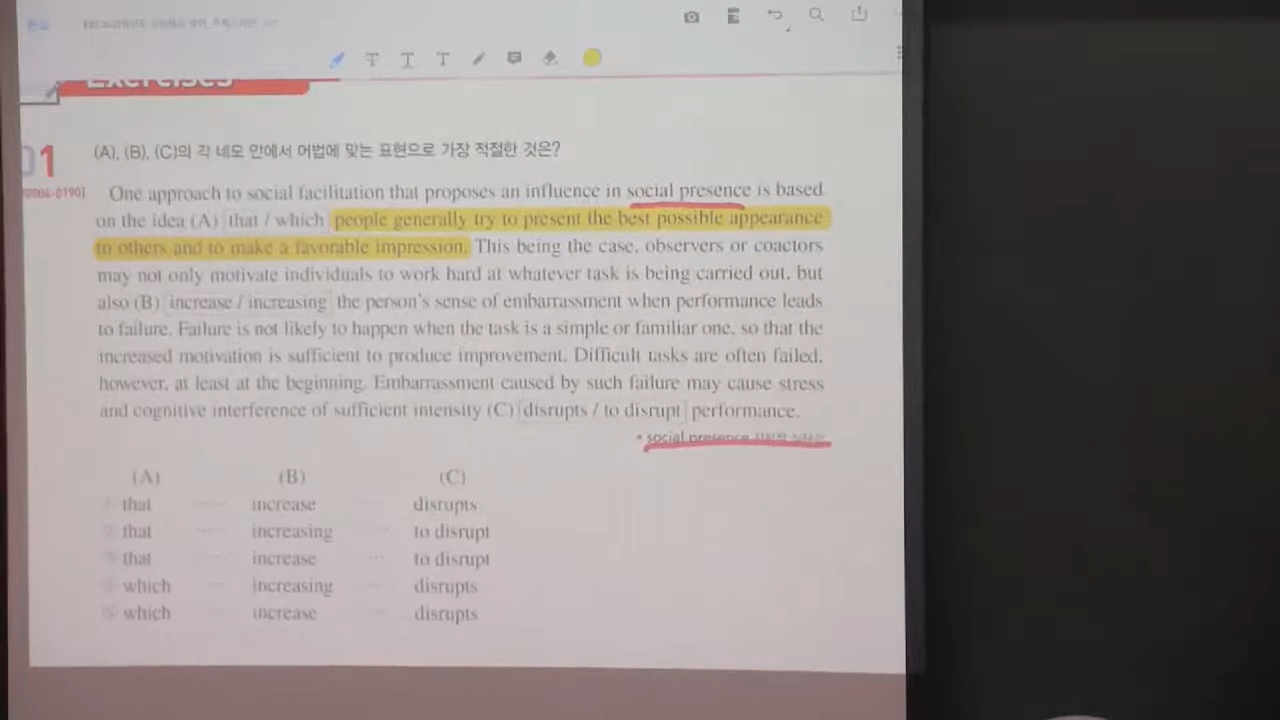 Exercises
01
(A), (B), (C)의 각 네모 안에서 어법에 맞는 표현으로 가장 적절한 것은?
One approach to social facilitation that proposes an influence in social presence is based
on the idea (A) that / which people generally try to present the best possible appearance
to others and to make a favorable impression. This being the case, observers or coactors
may not only motivate individuals to work hard at whatever task is being carried out, but
also (B) increase / increasing the person's sense of embarrassment when performance leads
to failure. Failure is not likely to happen when the task is a simple or familiar one, so that the
increased motivation is sufficient to produce improvement. Difficult tasks are often failed,
however, at least at the beginning. Embarrassment caused by such failure may cause stress
and cognitive interference of sufficient intensity (C) disrupts / to disrupt performance.
* social presence
(A) (B) (C)
① that ⋯⋯ increase ⋯⋯ disrupts
② that ⋯⋯ increasing ⋯⋯ to disrupt
③ that ⋯⋯ increase ⋯⋯ to disrupt
④ which ⋯⋯ increasing ⋯⋯ disrupts
⑤ which ⋯⋯ increase ⋯⋯ disrupts